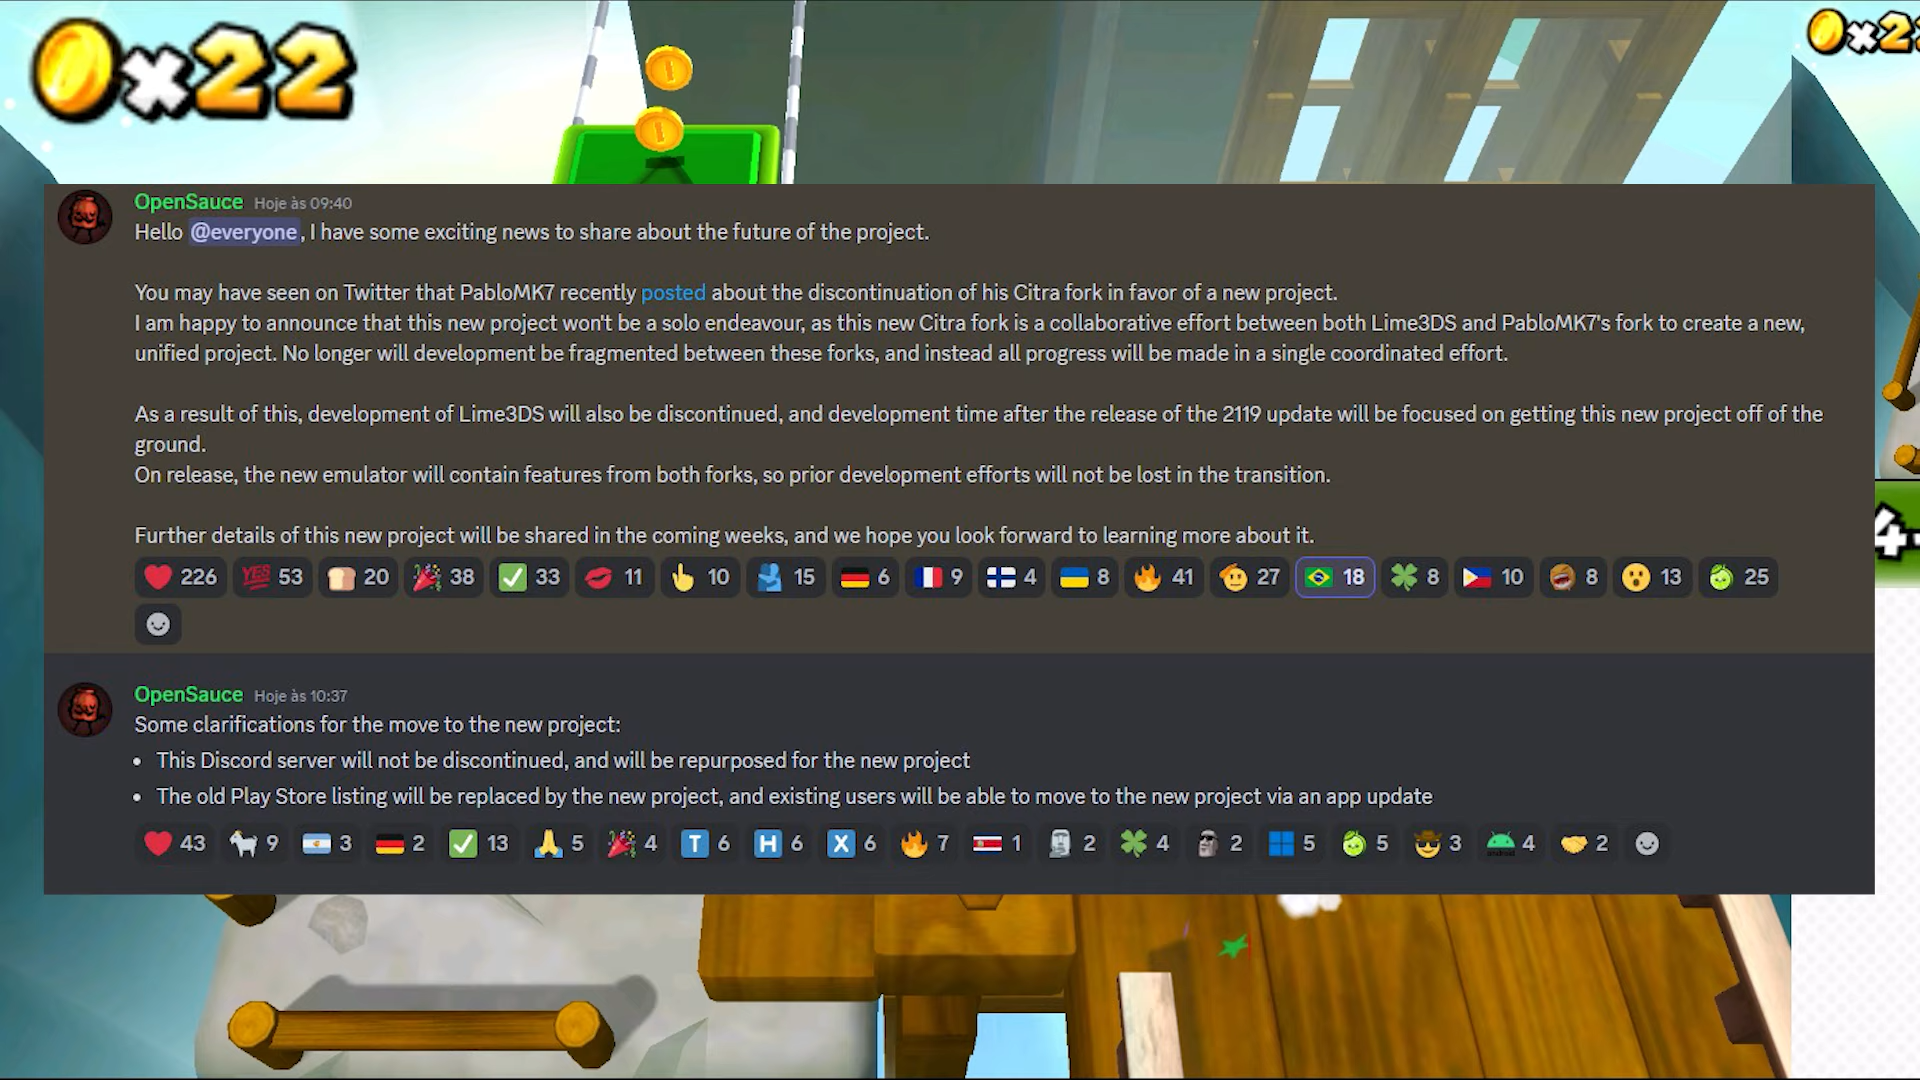 x22
x2
OpenSauce Hoje às 09:40
Hello @everyone, I have some exciting news to share about the future of the project.
You may have seen on Twitter that PabloMK7 recently posted about the discontinuation of his Citra fork in favor of a new project.
I am happy to announce that this new project won't be a solo endeavour, as this new Citra fork is a collaborative effort between both Lime3DS and PabloMK7's fork to create a new,
unified project. No longer will development be fragmented between these forks, and instead all progress will be made in a single coordinated effort.
As a result of this, development of Lime3DS will also be discontinued, and development time after the release of the 2119 update will be focused on getting this new project off of the
ground.
On release, the new emulator will contain features from both forks, so prior development efforts will not be lost in the transition.
4-
Further details of this new project will be shared in the coming weeks, and we hope you look forward to learning more about it.
226 YES 53 20 38 33 11 10 15 6 9 4 8 41 27 18 8 10 8 13 25
OpenSauce Hoje às 10:37
Some clarifications for the move to the new project:
• This Discord server will not be discontinued, and will be repurposed for the new project
• The old Play Store listing will be replaced by the new project, and existing users will be able to move to the new project via an app update
43 9 3 2 13 5 4 T 6 H 6 X 6 7 1 2 4 2 5 5 3 android 4 2